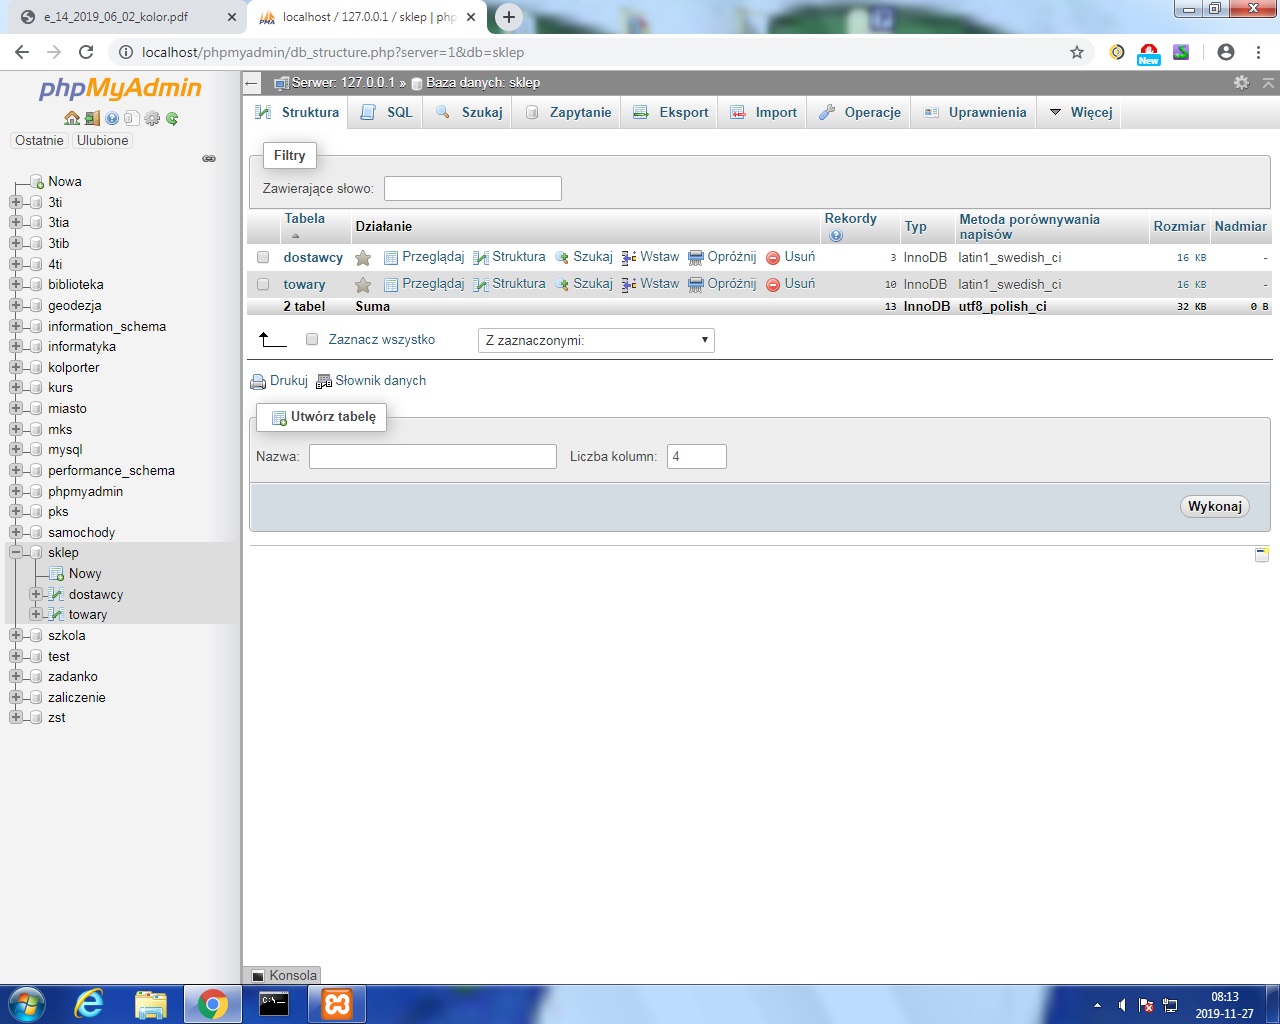 e_14_2019_06_02_kolor.pdf
localhost / 127.0.0.1 / sklep | php
localhost/phpmyadmin/db_structure.php?server=1&db=sklep
New
phpMyAdmin
Ostatnie Ulubione
Nowa
3ti
3tia
3tib
4ti
biblioteka
geodezja
information_schema
informatyka
kolporter
kurs
miasto
mks
mysql
performance_schema
phpmyadmin
pks
samochody
sklep
Nowy
dostawcy
towary
szkola
test
zadanko
zaliczenie
zst
Serwer: 127.0.0.1 » Baza danych: sklep
Struktura SQL Szukaj Zapytanie Eksport Import Operacje Uprawnienia Więcej
Filtry
Zawierające słowo:
Tabela Działanie Rekordy Typ Metoda porównywania napisów Rozmiar Nadmiar
dostawcy Przeglądaj Struktura Szukaj Wstaw Opróżnij Usuń 3 InnoDB latin1_swedish_ci 16 KB -
towary Przeglądaj Struktura Szukaj Wstaw Opróżnij Usuń 10 InnoDB latin1_swedish_ci 16 KB -
2 tabel Suma 13 InnoDB utf8_polish_ci 32 KB 0 B
Zaznacz wszystko Z zaznaczonymi:
Drukuj Słownik danych
Utwórz tabelę
Nazwa: Liczba kolumn: 4
Wykonaj
Konsola
08:13
2019-11-27